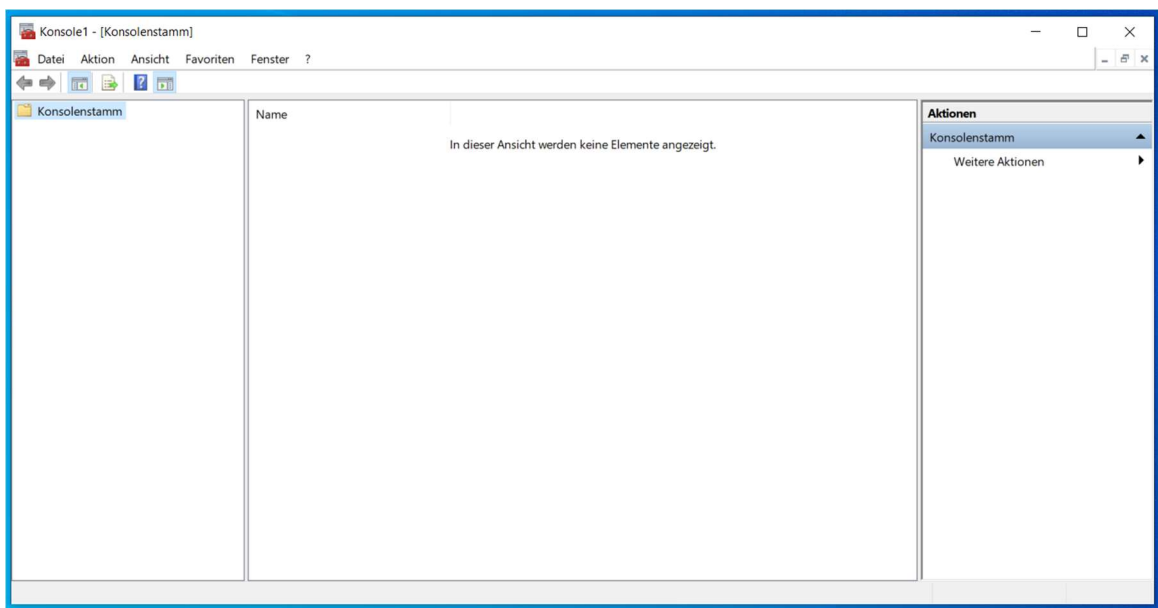 Konsole1 - [Konsolenstamm]
Datei Aktion Ansicht Favoriten Fenster ?
Konsolenstamm
Name
In dieser Ansicht werden keine Elemente angezeigt.
Aktionen
Konsolenstamm
Weitere Aktionen